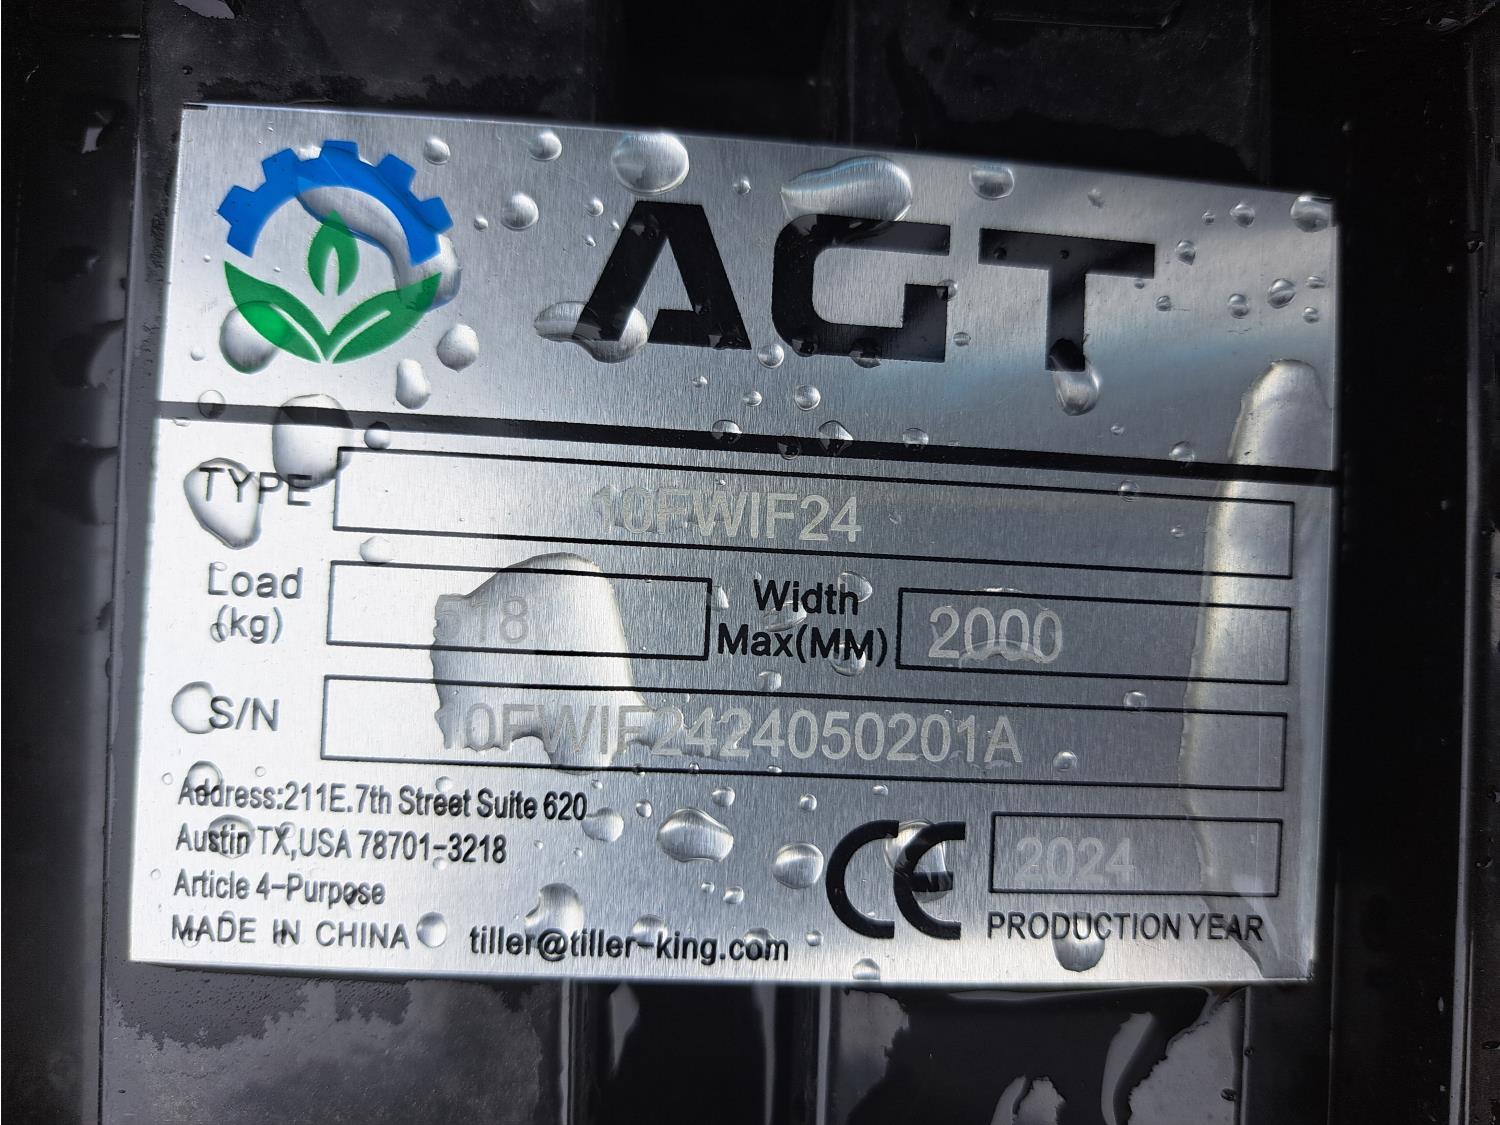 AGT
TYPE 10FWIF24
Load (kg) 518 Width Max(MM) 2000
S/N 10FWIF2424050201A
Address:211E.7th Street Suite 620
Austin TX,USA 78701-3218
Article 4-Purpose
MADE IN CHINA tiller@tiller-king.com
CE 2024
PRODUCTION YEAR